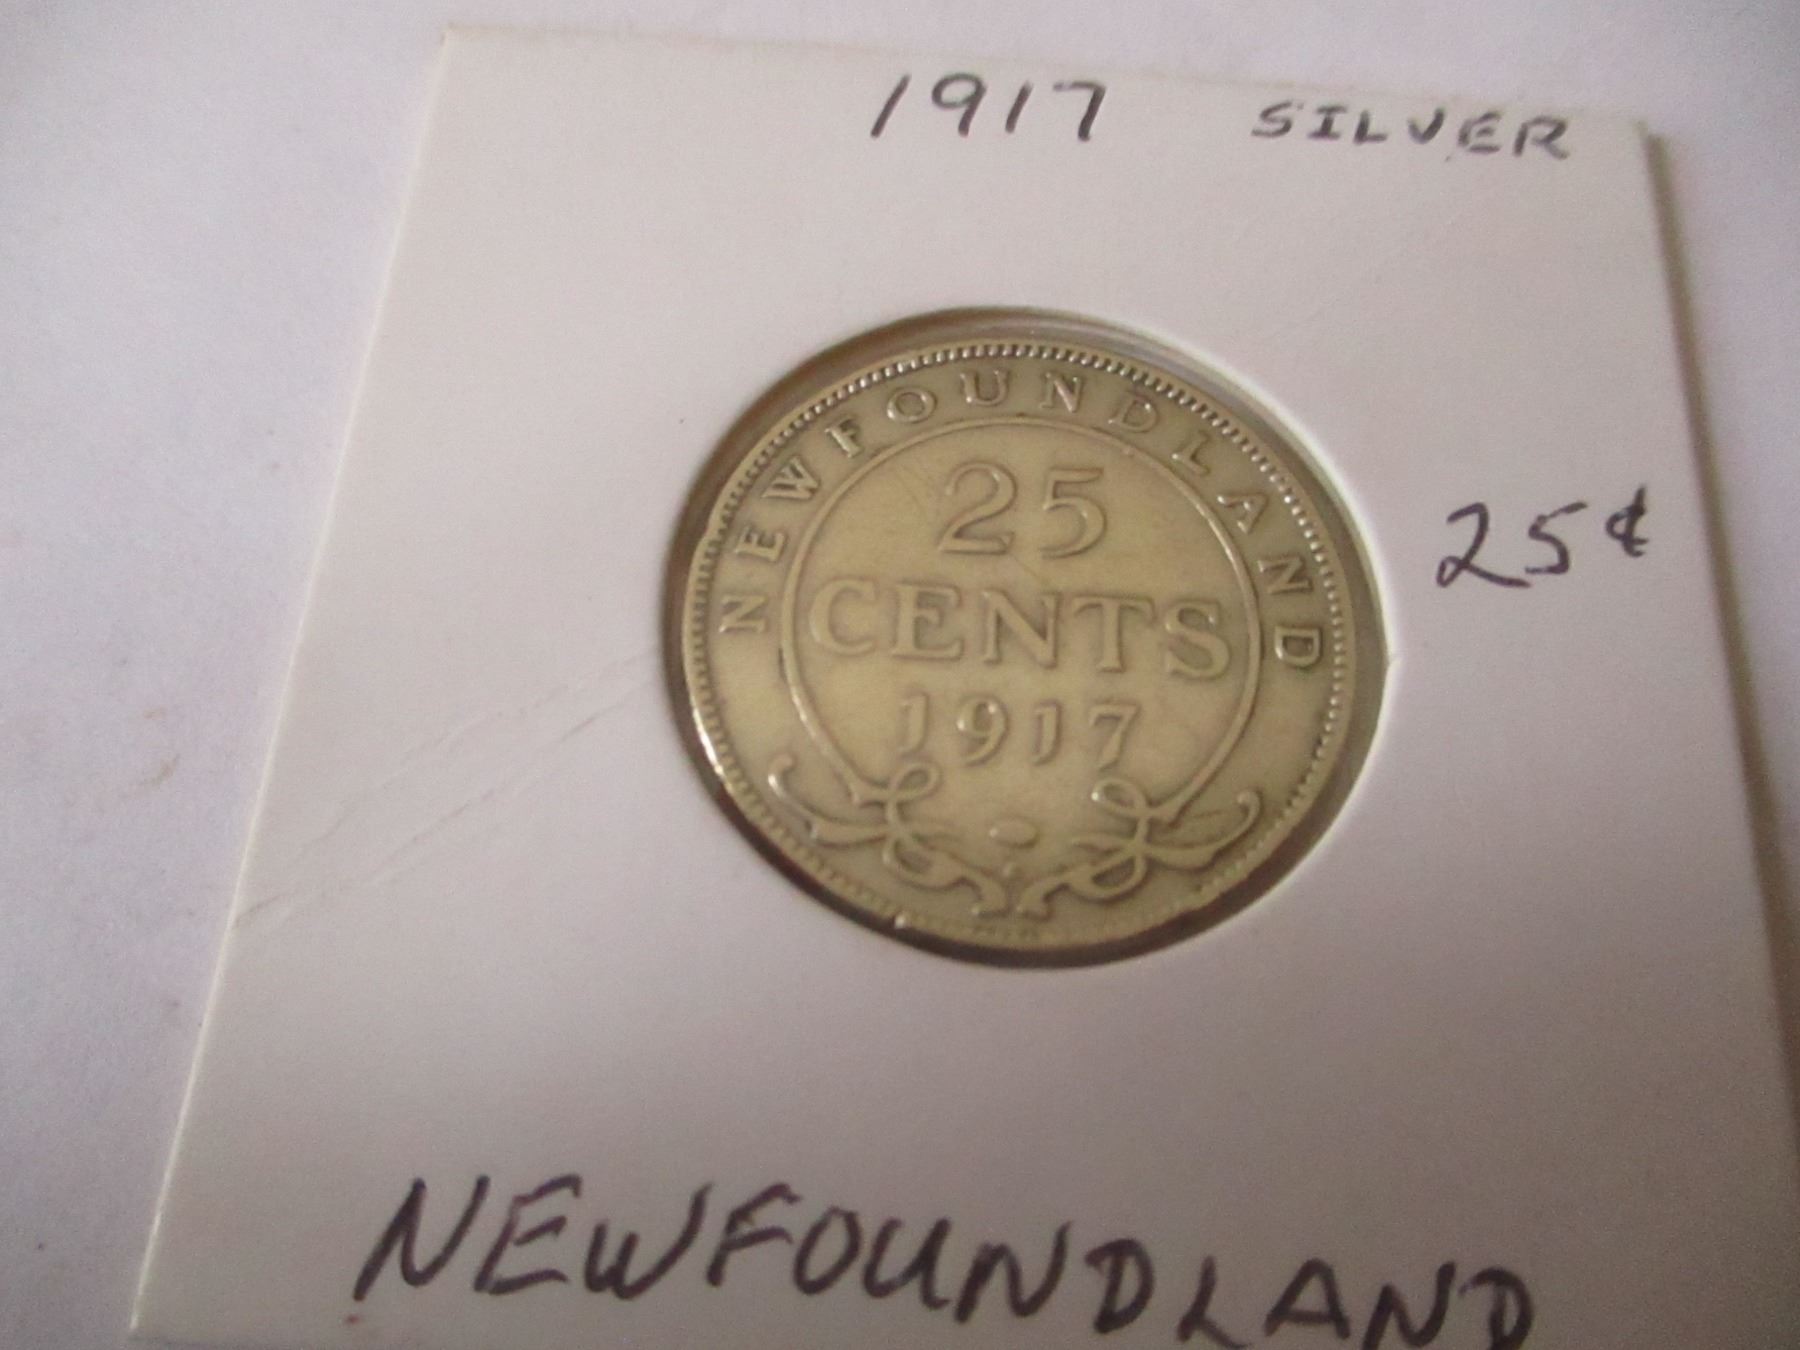 1917 SILVER
NEWFOUNDLAND
25
CENTS
1917
25¢
NEWFOUNDLAND